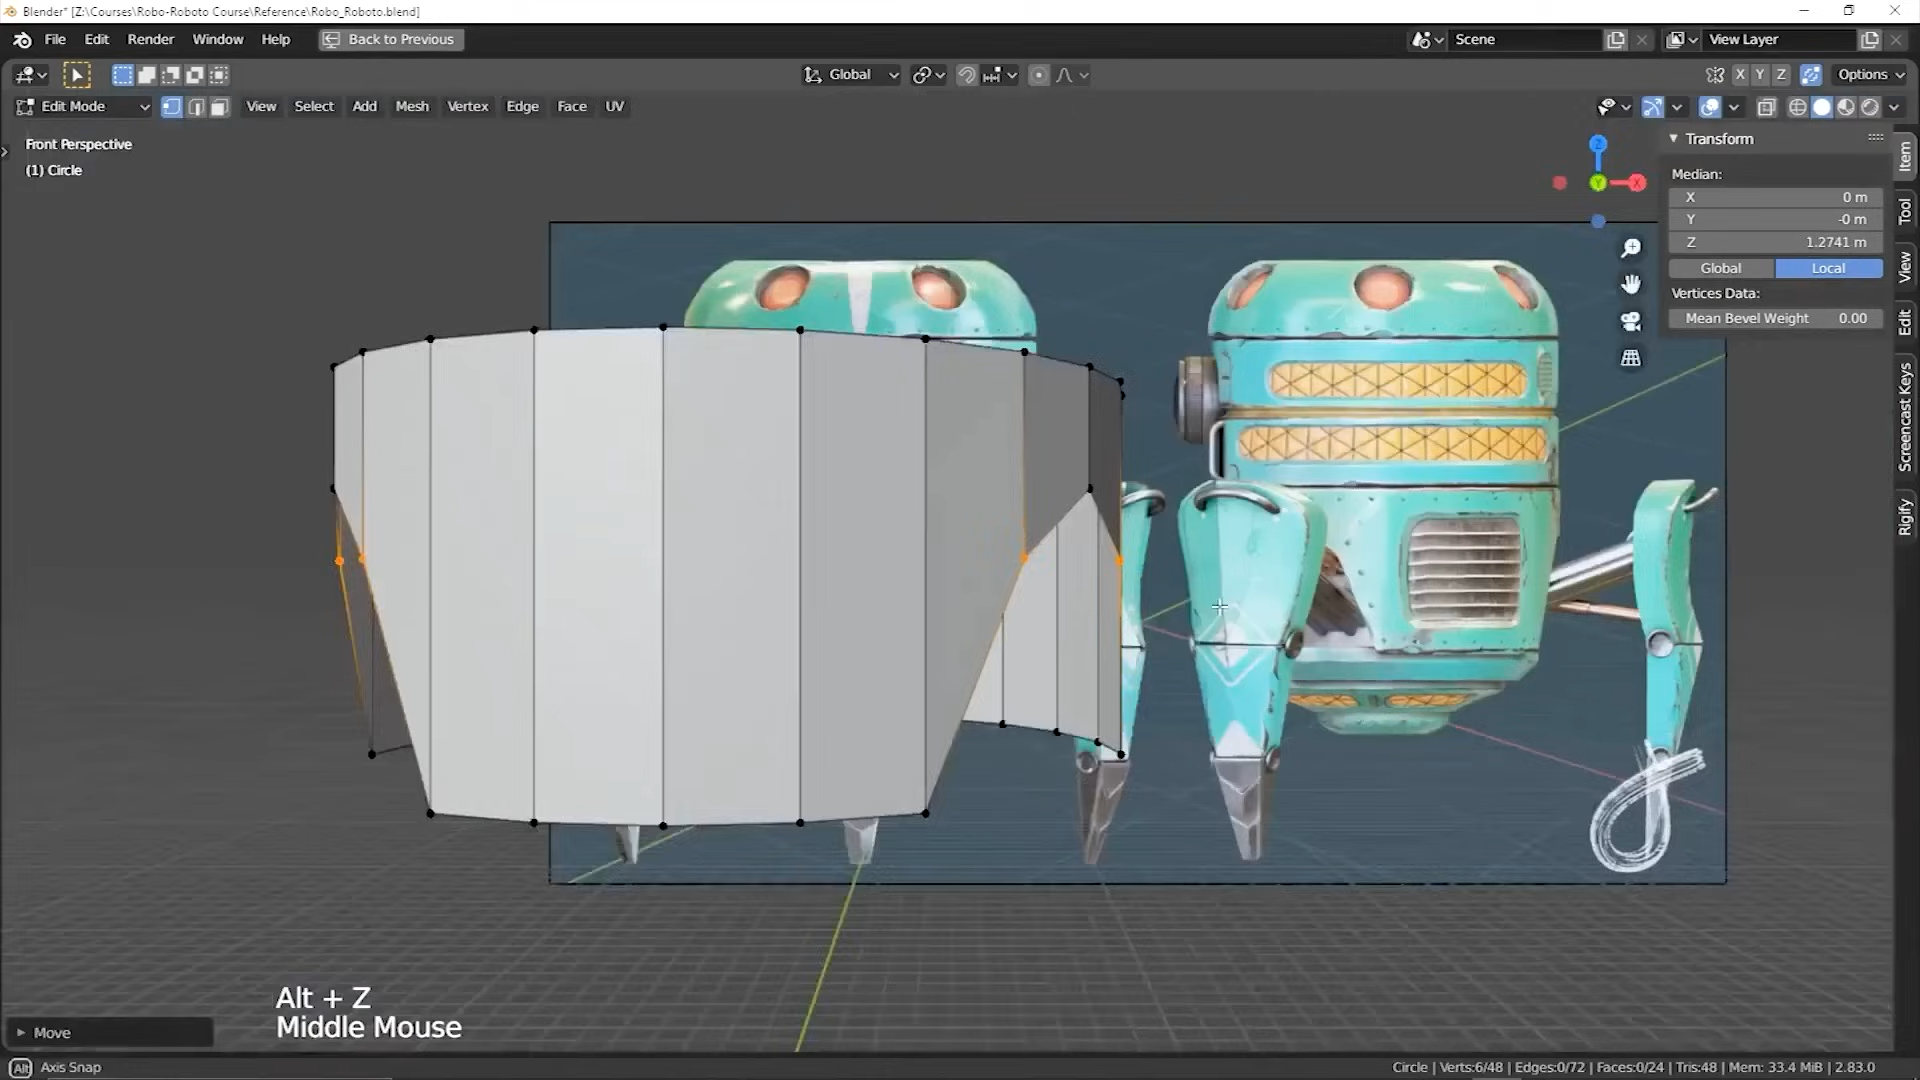 Blender* [Z:\Courses\Robo-Roboto Course\Reference\Robo_Roboto.blend]
File Edit Render Window Help Back to Previous Scene View Layer
Global X Y Z Options
Edit Mode View Select Add Mesh Vertex Edge Face UV
Front Perspective
(1) Circle
Z
Y
X
Transform
Median:
X 0 m
Y -0 m
Z 1.2741 m
Global Local
Vertices Data:
Mean Bevel Weight 0.00
Item
Tool
View
Edit
Screencast Keys
Rigify
Alt + Z
Middle Mouse
Move
Alt Axis Snap
Circle | Verts:6/48 | Edges:0/72 | Faces:0/24 | Tris:48 | Mem: 33.4 MiB | 2.83.0